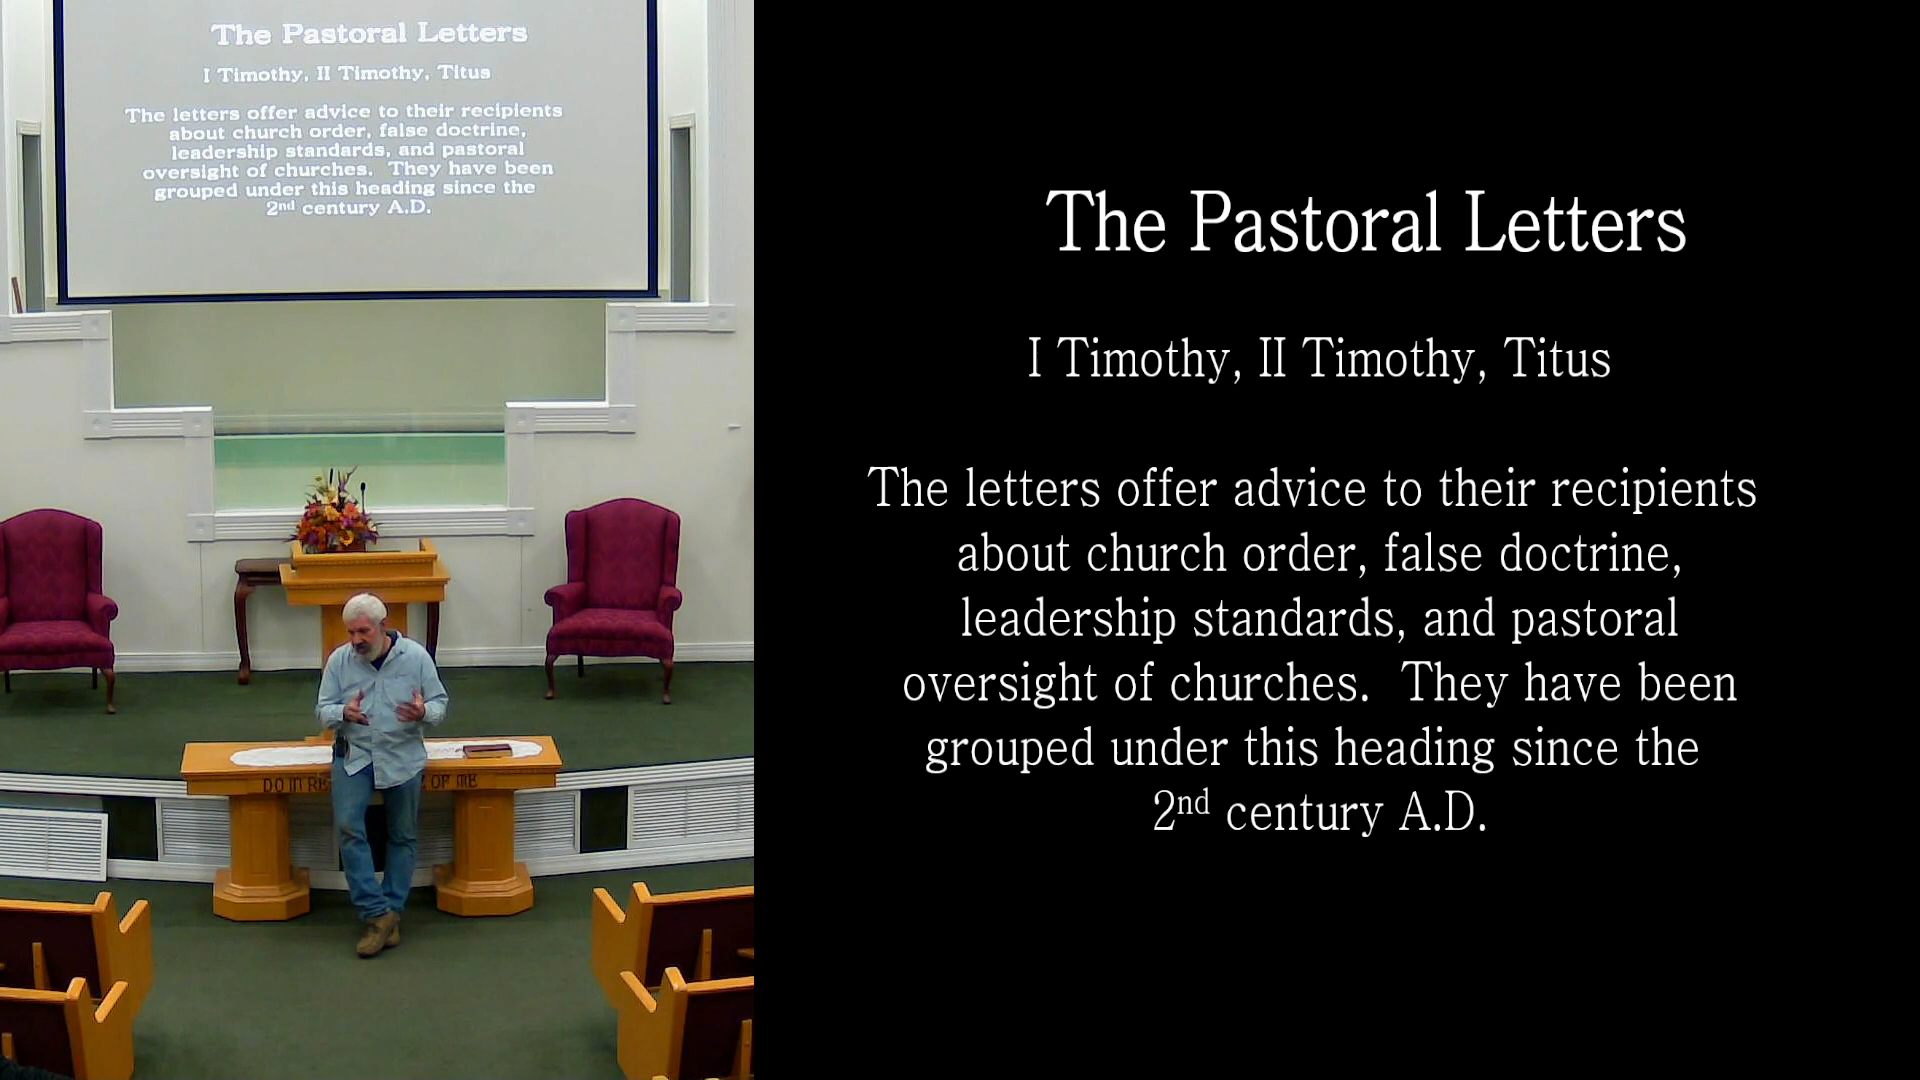 The Pastoral Letters
I Timothy, II Timothy, Titus
The letters offer advice to their recipients
about church order, false doctrine,
leadership standards, and pastoral
oversight of churches.  They have been
grouped under this heading since the
2nd century A.D.
DO IN OF ME
The Pastoral Letters
I Timothy, II Timothy, Titus
The letters offer advice to their recipients
about church order, false doctrine,
leadership standards, and pastoral
oversight of churches.  They have been
grouped under this heading since the
2nd century A.D.